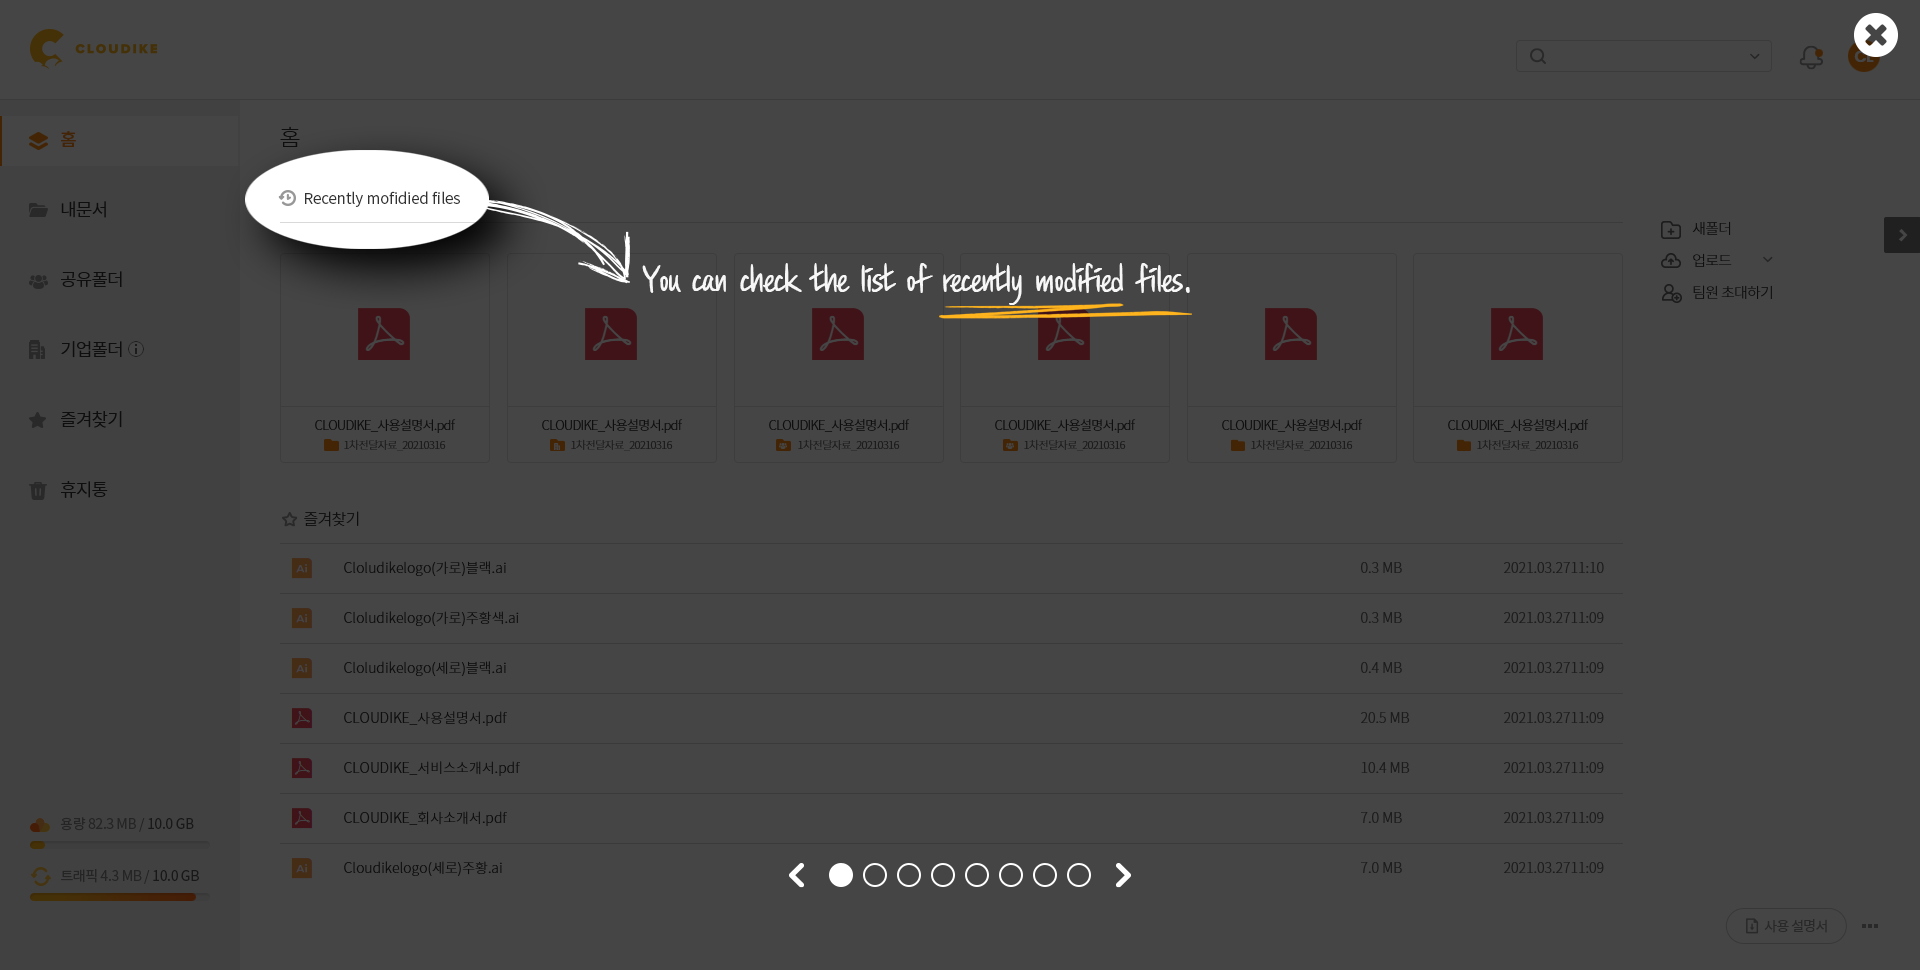 CLOUDIKE
홈
내문서
공유폴더
기업폴더
즐겨찾기
휴지통
용량 82.3 MB / 10.0 GB
트래픽 4.3 MB / 10.0 GB
홈
Recently mofidied files
You can check the list of recently modified files.
CLOUDIKE_사용설명서.pdf
1차전달자료_20210316
CLOUDIKE_사용설명서.pdf
1차전달자료_20210316
CLOUDIKE_사용설명서.pdf
1차전달자료_20210316
CLOUDIKE_사용설명서.pdf
1차전달자료_20210316
CLOUDIKE_사용설명서.pdf
1차전달자료_20210316
CLOUDIKE_사용설명서.pdf
1차전달자료_20210316
즐겨찾기
Ai Cloludikelogo(가로)블랙.ai 0.3 MB 2021.03.2711:10
Ai Cloludikelogo(가로)주황색.ai 0.3 MB 2021.03.2711:09
Ai Cloludikelogo(세로)블랙.ai 0.4 MB 2021.03.2711:09
CLOUDIKE_사용설명서.pdf 20.5 MB 2021.03.2711:09
CLOUDIKE_서비스소개서.pdf 10.4 MB 2021.03.2711:09
CLOUDIKE_회사소개서.pdf 7.0 MB 2021.03.2711:09
Ai Cloudikelogo(세로)주황.ai 7.0 MB 2021.03.2711:09
새폴더
업로드
팀원 초대하기
사용 설명서